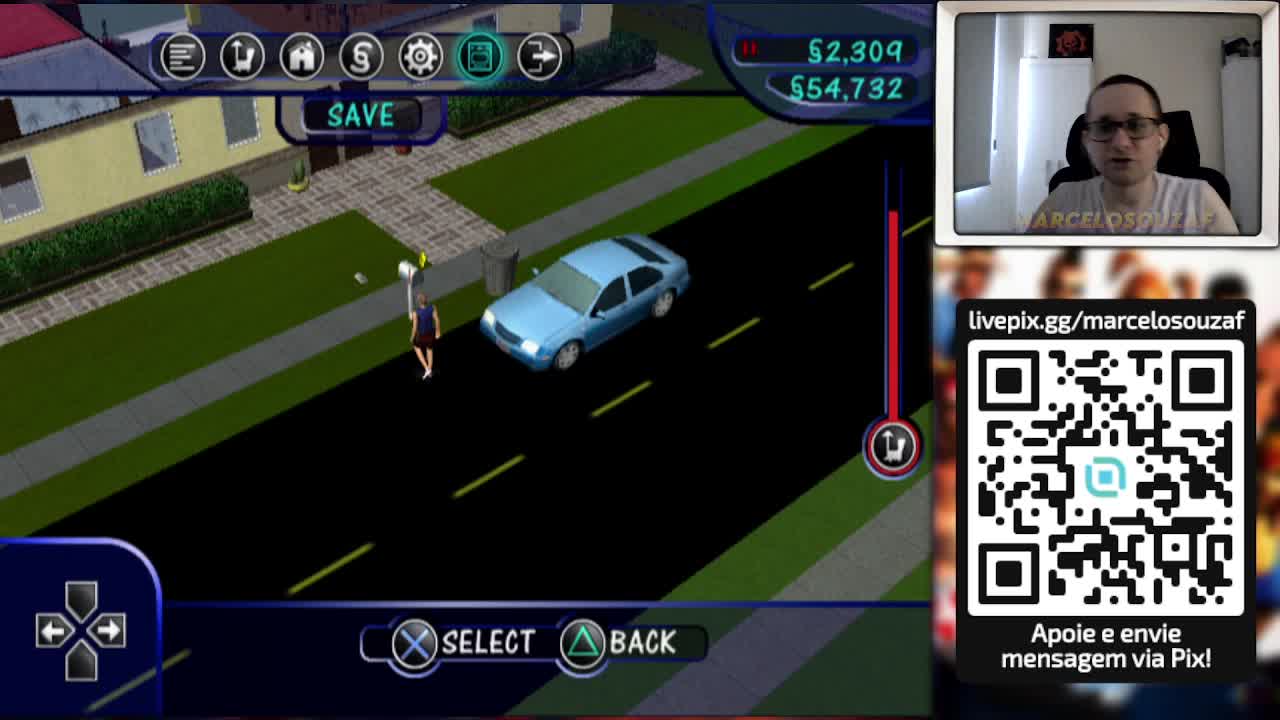 §2,309
§54,732
SAVE
MARCELOSOUZAF
livepix.gg/marcelosouzaf
Apoie e envie
mensagem via Pix!
SELECT
BACK